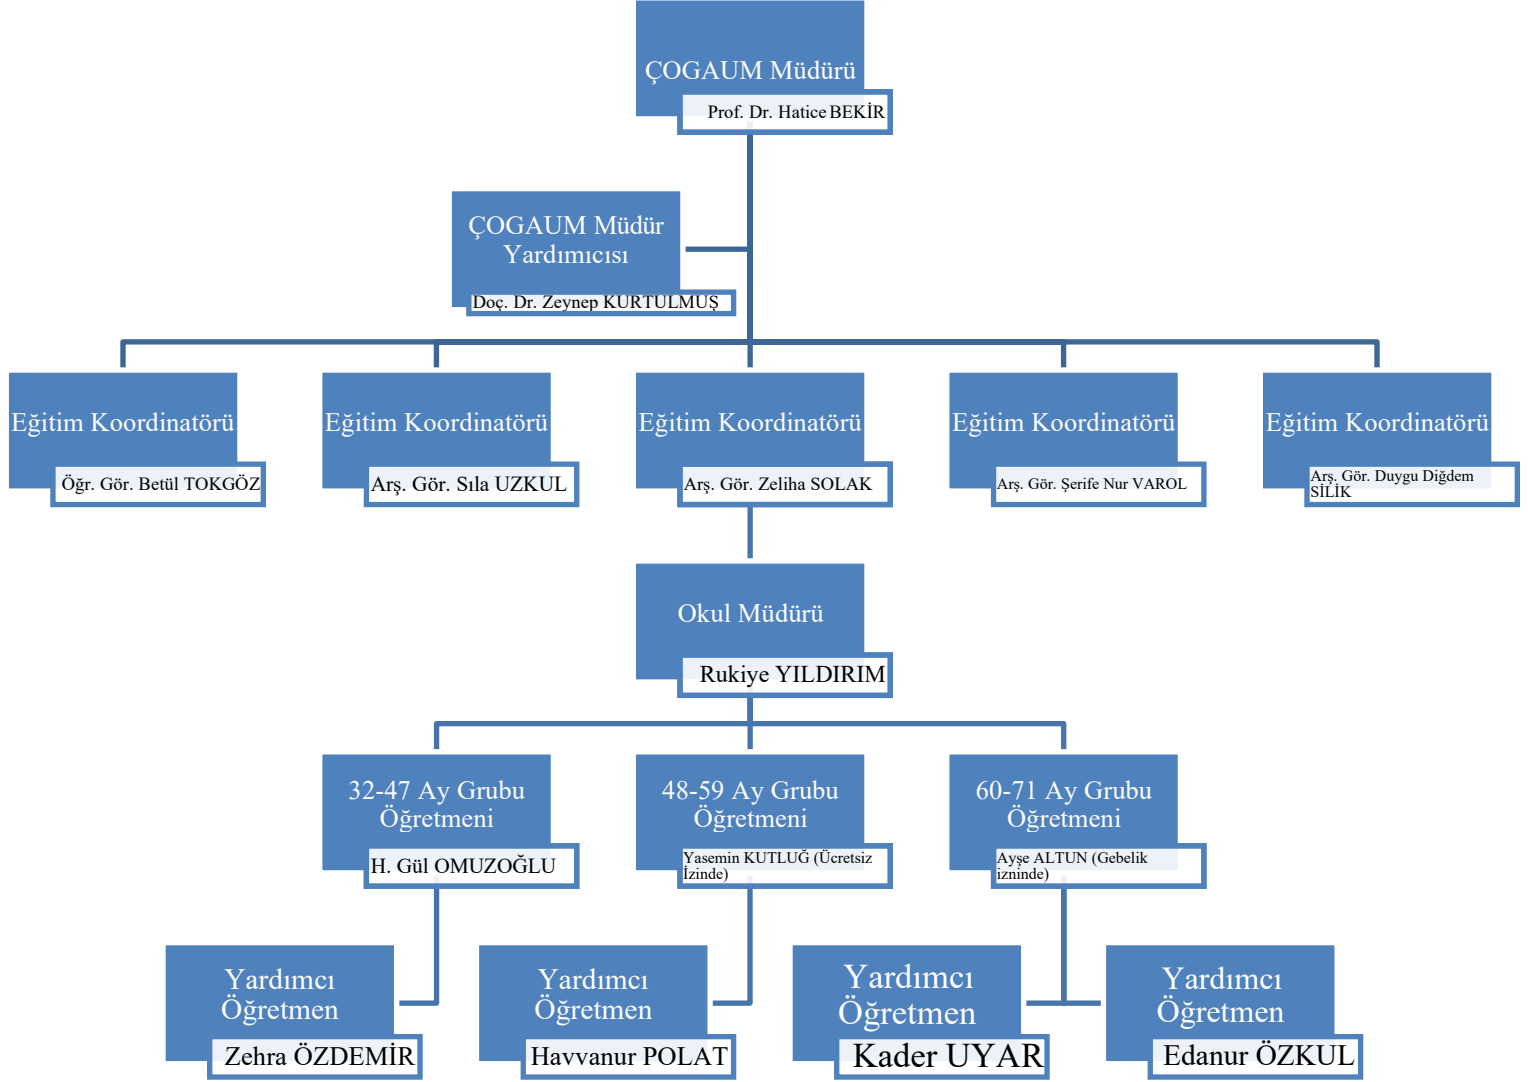 ÇOGAUM Müdürü
Prof. Dr. Hatice BEKİR
ÇOGAUM Müdür
Yardımıcısı
Doç. Dr. Zeynep KURTULMUŞ
Eğitim Koordinatörü
Öğr. Gör. Betül TOKGÖZ
Eğitim Koordinatörü
Arş. Gör. Sıla UZKUL
Eğitim Koordinatörü
Arş. Gör. Zeliha SOLAK
Eğitim Koordinatörü
Arş. Gör. Şerife Nur VAROL
Eğitim Koordinatörü
Arş. Gör. Duygu Diğdem
SİLİK
Okul Müdürü
Rukiye YILDIRIM
32-47 Ay Grubu
Öğretmeni
H. Gül OMUZOĞLU
48-59 Ay Grubu
Öğretmeni
Yasemin KUTLUĞ (Ücretsiz
İzinde)
60-71 Ay Grubu
Öğretmeni
Ayşe ALTUN (Gebelik
izninde)
Yardımcı
Öğretmen
Zehra ÖZDEMİR
Yardımcı
Öğretmen
Havvanur POLAT
Yardımcı
Öğretmen
Kader UYAR
Yardımcı
Öğretmen
Edanur ÖZKUL